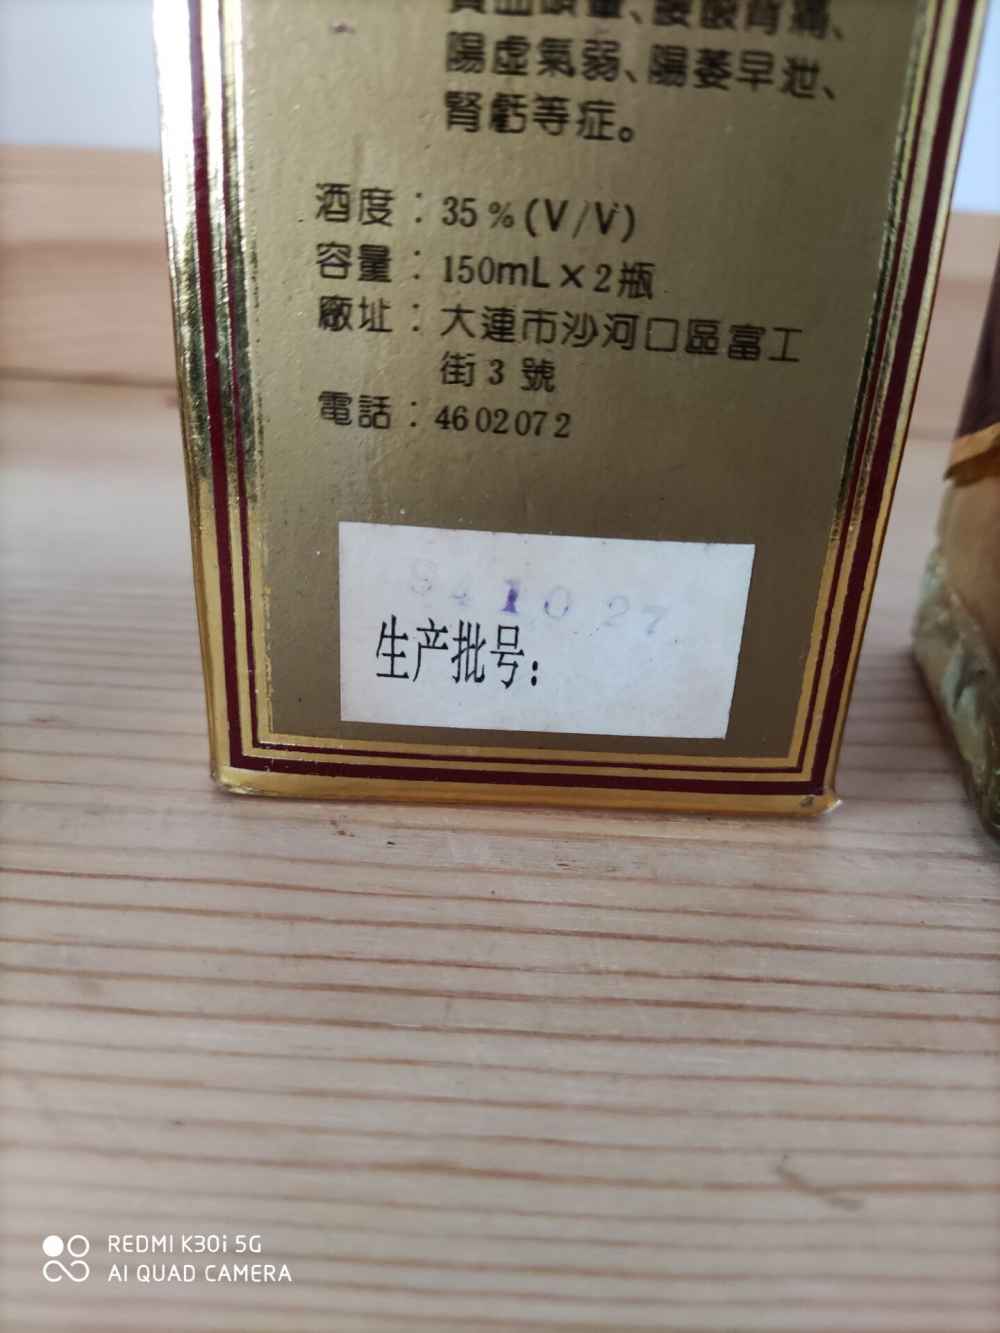 陽虛氣弱、陽萎早泄、
腎虧等症。
酒度：35%(V/V)
容量：150mL×2瓶
廠址：大連市沙河口區富工
街3號
電話：4602072
941027
生产批号：
REDMI K30i 5G
AI QUAD CAMERA